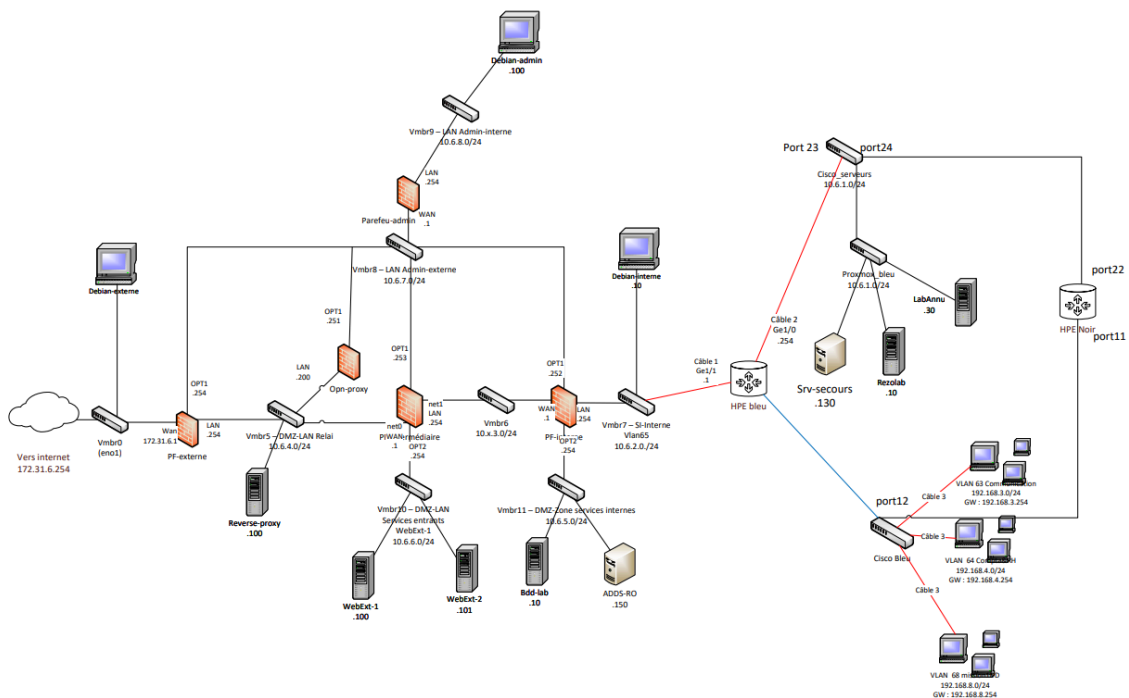 Debian-admin
.100
Vmbr9 – LAN Admin-interne
10.6.8.0/24
LAN
.254
WAN
.1
Parefeu-admin
Vmbr8 – LAN Admin-externe
10.6.7.0/24
Debian-externe
Debian-interne
.10
OPT1
.251
OPT1
.253
OPT1
.252
OPT1
.254
LAN
.200
Opn-proxy
Vers internet
172.31.6.254
Vmbr0
(eno1)
Wan
172.31.6.1
LAN
.254
PF-externe
Vmbr5 – DMZ-LAN Relai
10.6.4.0/24
Reverse-proxy
.100
net0
WAN
.1
net1
LAN
.254
OPT2
.254
Vmbr6
10.x.3.0/24
WAN
.1
LAN
.254
OPT2
.254
Vmbr7 – SI-Interne
Vlan65
10.6.2.0./24
Vmbr10 – DMZ-LAN
Services entrants
WebExt-1
10.6.6.0/24
WebExt-1
.100
WebExt-2
.101
Vmbr11 – DMZ-Zone services internes
10.6.5.0/24
Bdd-lab
.10
ADDS-RO
.150
Câble 1
Ge1/1
.1
Câble 2
Ge1/0
.254
HPE bleu
Port 23
port24
Cisco_serveurs
10.6.1.0/24
Proxmox_bleu
10.6.1.0/24
Srv-secours
.130
Rezolab
.10
LabAnnu
.30
port22
HPE Noir
port11
port12
Cisco Bleu
Câble 3
VLAN 63 Communication
192.168.3.0/24
GW : 192.168.3.254
Câble 3
VLAN 64
192.168.4.0/24
GW : 192.168.4.254
Câble 3
VLAN 68
192.168.8.0/24
GW : 192.168.8.254